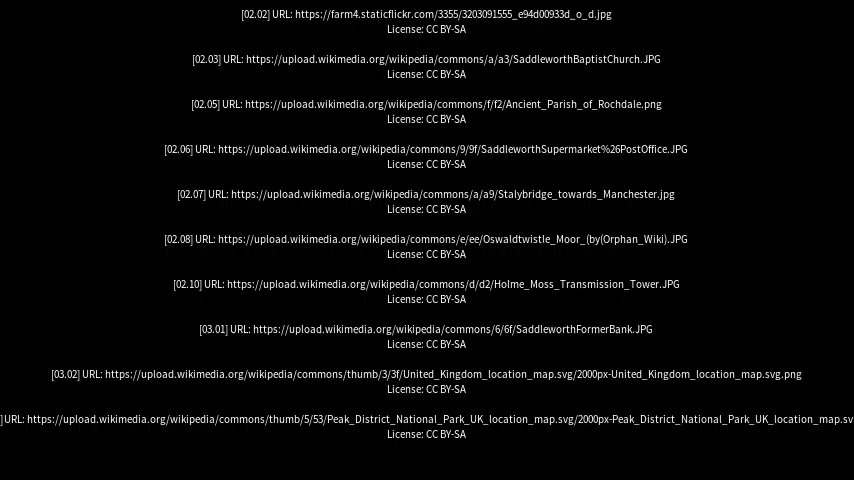 [02.02] URL: https://farm4.staticflickr.com/3355/3203091555_e94d00933d_o_d.jpg
License: CC BY-SA
[02.03] URL: https://upload.wikimedia.org/wikipedia/commons/a/a3/SaddleworthBaptistChurch.JPG
License: CC BY-SA
[02.05] URL: https://upload.wikimedia.org/wikipedia/commons/f/f2/Ancient_Parish_of_Rochdale.png
License: CC BY-SA
[02.06] URL: https://upload.wikimedia.org/wikipedia/commons/9/9f/SaddleworthSupermarket%26PostOffice.JPG
License: CC BY-SA
[02.07] URL: https://upload.wikimedia.org/wikipedia/commons/a/a9/Stalybridge_towards_Manchester.jpg
License: CC BY-SA
[02.08] URL: https://upload.wikimedia.org/wikipedia/commons/e/ee/Oswaldtwistle_Moor_(by(Orphan_Wiki).JPG
License: CC BY-SA
[02.10] URL: https://upload.wikimedia.org/wikipedia/commons/d/d2/Holme_Moss_Transmission_Tower.JPG
License: CC BY-SA
[03.01] URL: https://upload.wikimedia.org/wikipedia/commons/6/6f/SaddleworthFormerBank.JPG
License: CC BY-SA
[03.02] URL: https://upload.wikimedia.org/wikipedia/commons/thumb/3/3f/United_Kingdom_location_map.svg/2000px-United_Kingdom_location_map.svg.png
License: CC BY-SA
] URL: https://upload.wikimedia.org/wikipedia/commons/thumb/5/53/Peak_District_National_Park_UK_location_map.svg/2000px-Peak_District_National_Park_UK_location_map.sv
License: CC BY-SA